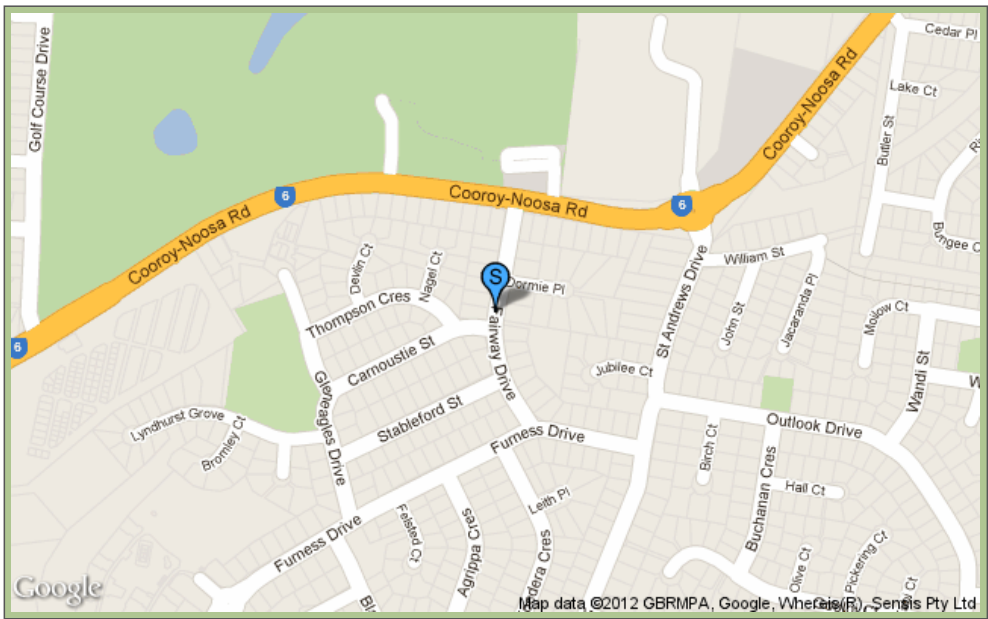 Cedar Pl
Golf Course Drive
Lake Ct
Cooroy-Noosa Rd
Butler St
6
Cooroy-Noosa Rd
6
Cooroy-Noosa Rd
Bungee C
William St
Devlin Ct
Nagel Ct
S
Dormie Pl
St Andrews Drive
John St
Jacaranda Pl
Molow Ct
Thompson Cres
6
airway Drive
Carnoustie St
Jubilee Ct
Wandi St
W
Gleneagles Drive
Lyndhurst Grove
Bromley Ct
Stableford St
Furness Drive
Outlook Drive
Birch Ct
Buchanan Cres
Hall Ct
Leith Pl
Felsted Ct
Agrippa Cres
dera Cres
Furness Drive
Olive Ct
Pickering Ct
Google
Map data ©2012 GBRMPA, Google, Whereis(R), Sensis Pty Ltd